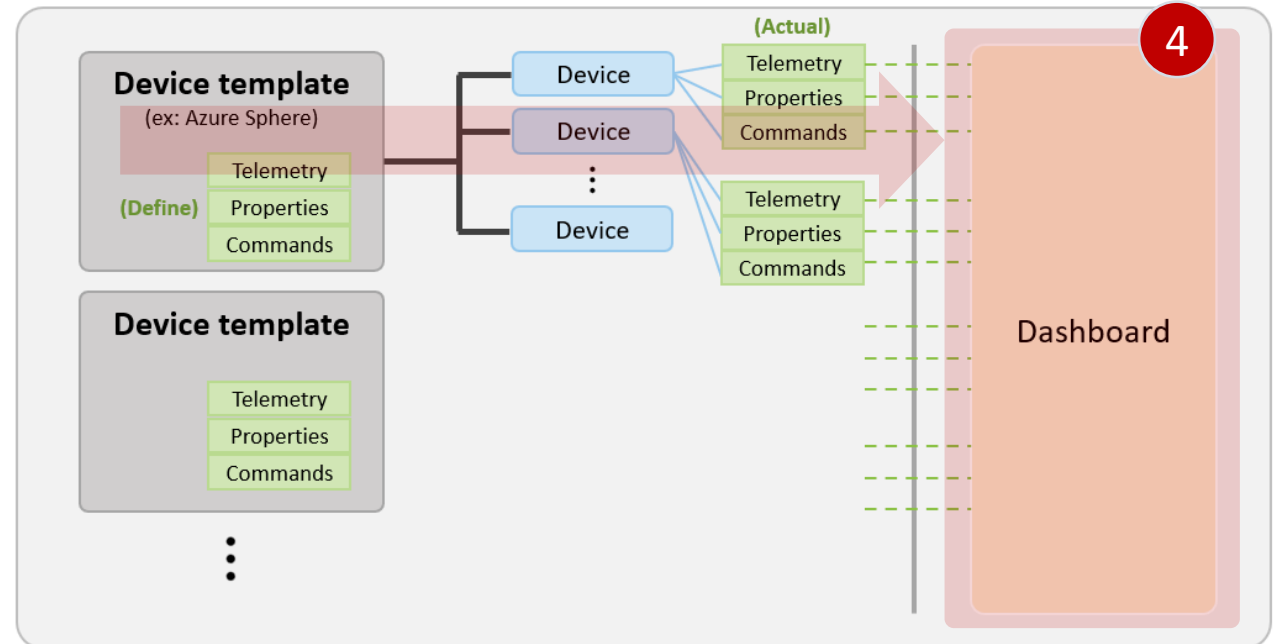 Device template
(ex: Azure Sphere)
Telemetry
(Define)
Properties
Commands
Device template
Telemetry
Properties
Commands
Device
Device
Device
(Actual)
Telemetry
Properties
Commands
Telemetry
Properties
Commands
4
Dashboard